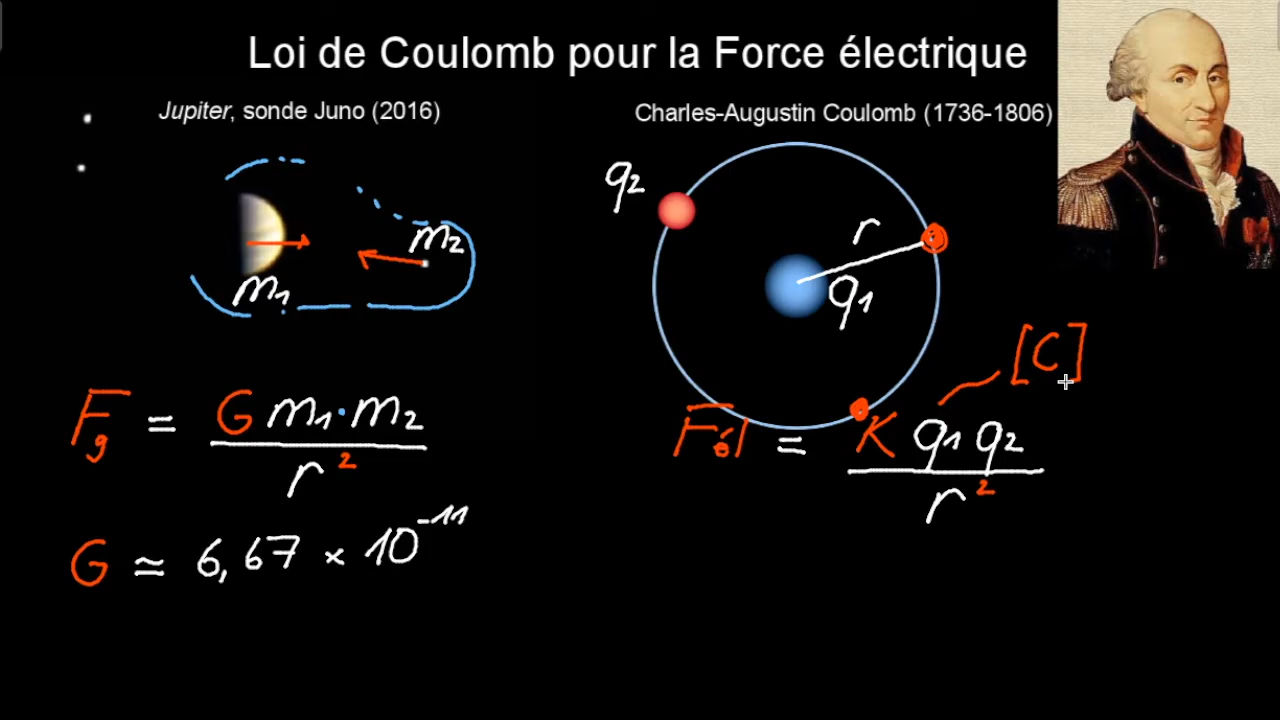 Loi de Coulomb pour la Force électrique
Jupiter, sonde Juno (2016)
Charles-Augustin Coulomb (1736-1806)
m1
m2
q2
r
q1
[C]
Fg = G m1·m2 / r²
Fél = K q1 q2 / r²
G ≃ 6,67 × 10⁻¹¹